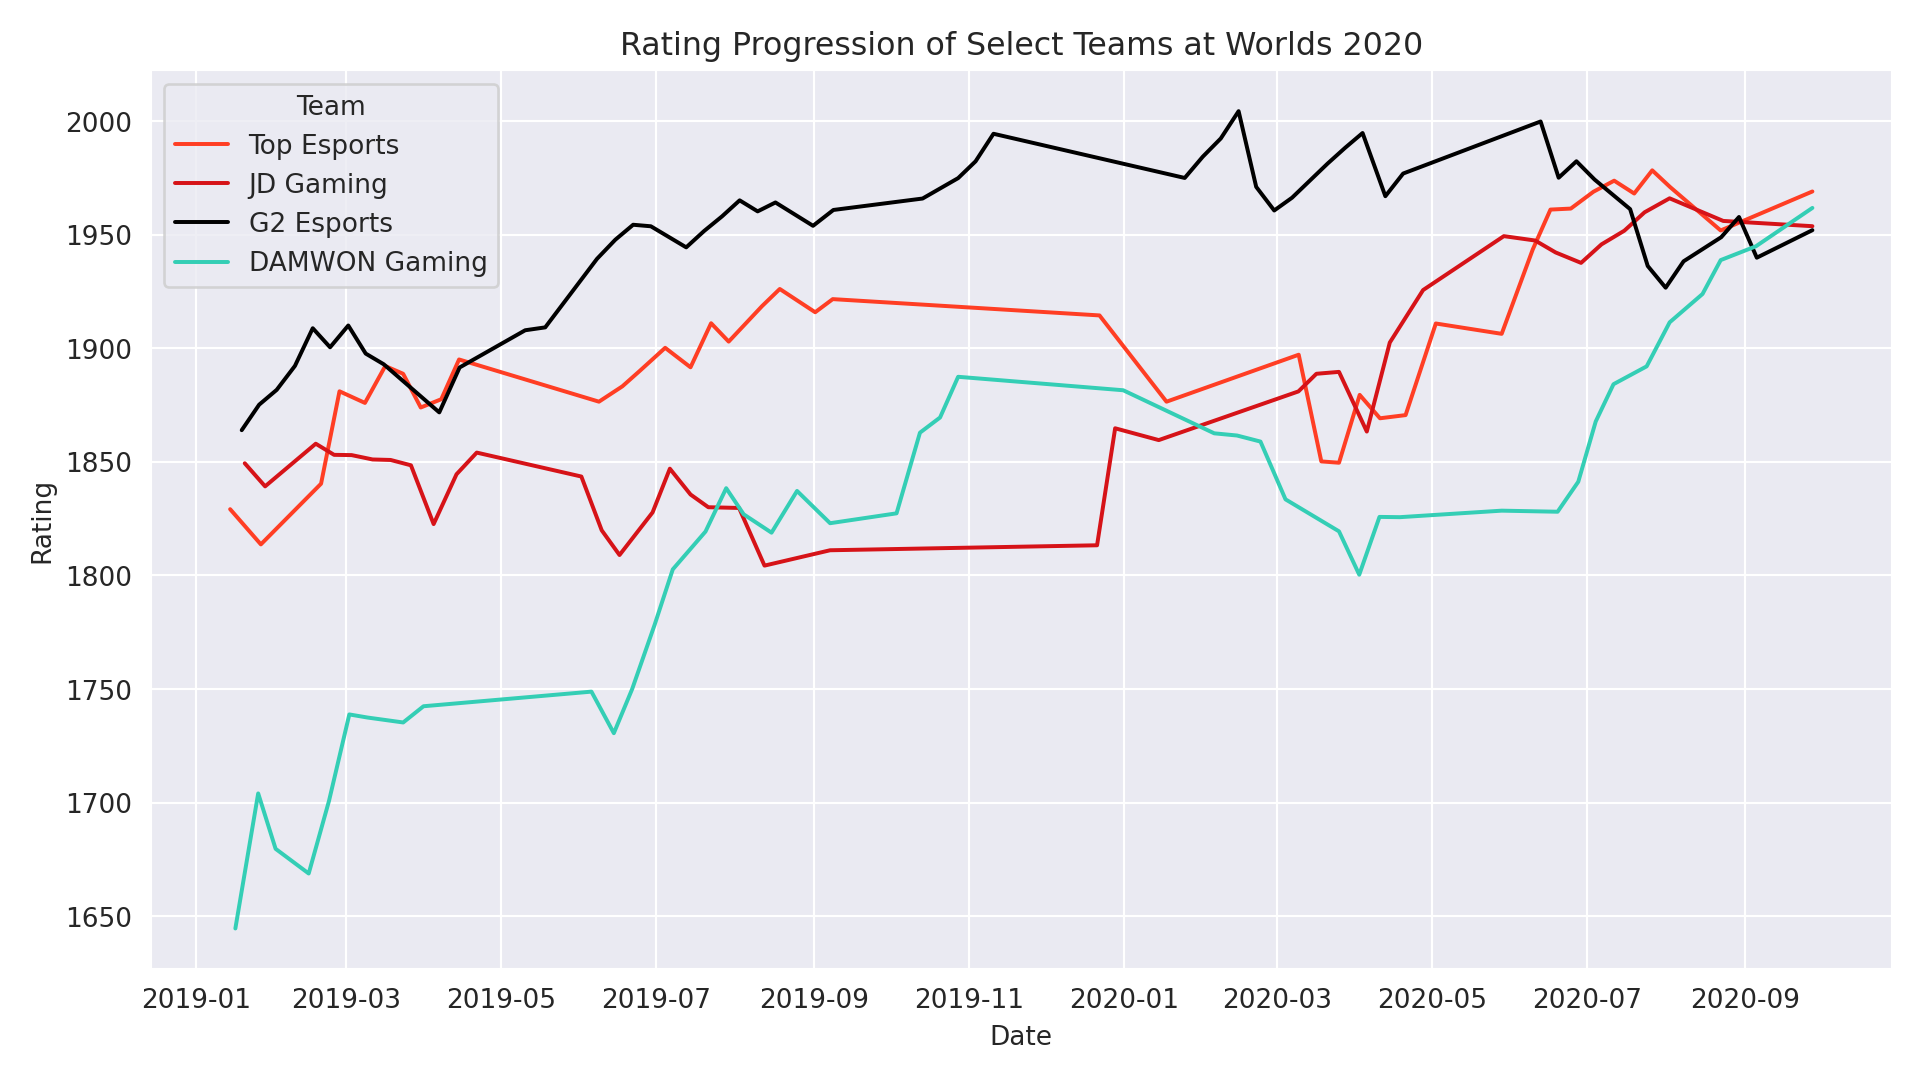 Rating Progression of Select Teams at Worlds 2020
Team
Top Esports
JD Gaming
G2 Esports
DAMWON Gaming
2000
1950
1900
1850
1800
1750
1700
1650
Rating
2019-01 2019-03 2019-05 2019-07 2019-09 2019-11 2020-01 2020-03 2020-05 2020-07 2020-09
Date